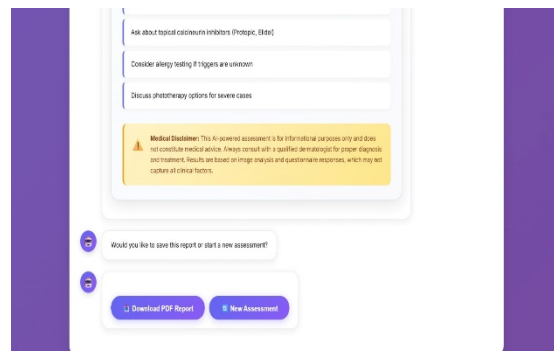 Ask about topical calcineurin inhibitors (Protopic, Elidel)
Consider allergy testing if triggers are unknown
Discuss phototherapy options for severe cases
Medical Disclaimer: This AI-powered assessment is for informational purposes only and does
not constitute medical advice. Always consult with a qualified dermatologist for proper diagnosis
and treatment. Results are based on image analysis and questionnaire responses, which may not
capture all clinical factors.
Would you like to save this report or start a new assessment?
Download PDF Report
New Assessment